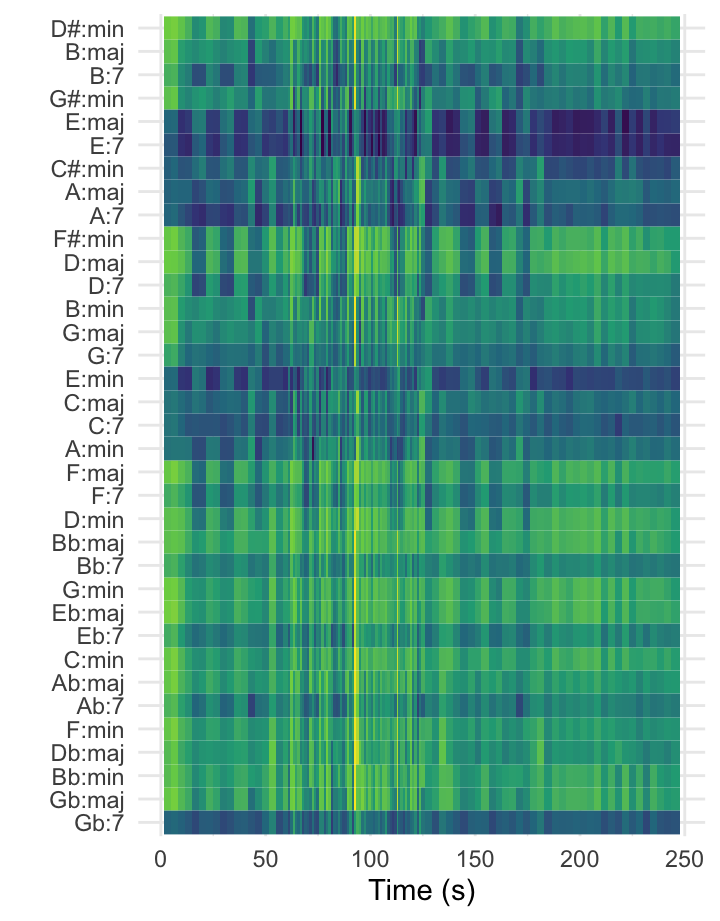 D#:min
B:maj
B:7
G#:min
E:maj
E:7
C#:min
A:maj
A:7
F#:min
D:maj
D:7
B:min
G:maj
G:7
E:min
C:maj
C:7
A:min
F:maj
F:7
D:min
Bb:maj
Bb:7
G:min
Eb:maj
Eb:7
C:min
Ab:maj
Ab:7
F:min
Db:maj
Bb:min
Gb:maj
Gb:7
0 50 100 150 200 250
Time (s)